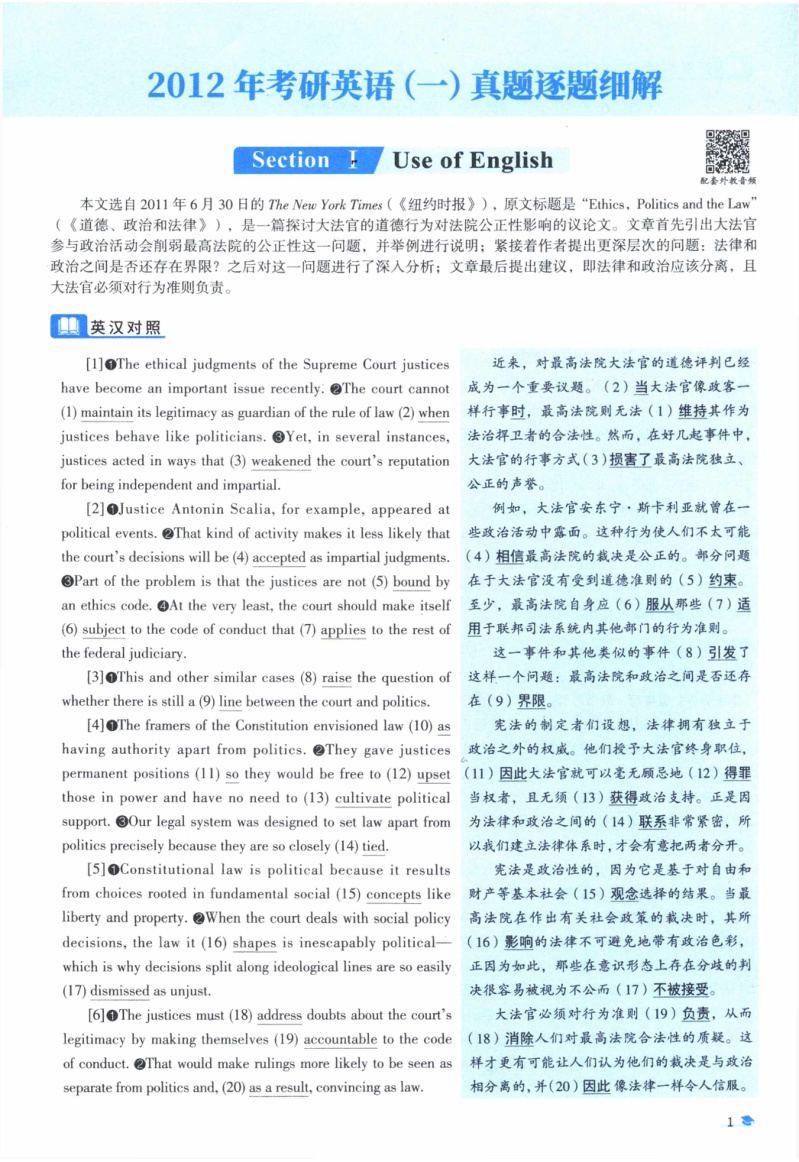 2012年考研英语(一)真题逐题细解
Section I Use of English
配套外教音频
本文选自 2011 年 6 月 30 日的 The New York Times(《纽约时报》),原文标题是“Ethics, Politics and the Law”
(《道德、政治和法律》),是一篇探讨大法官的道德行为对法院公正性影响的议论文。文章首先引出大法官
参与政治活动会削弱最高法院的公正性这一问题,并举例进行说明;紧接着作者提出更深层次的问题:法律和
政治之间是否还存在界限?之后对这一问题进行了深入分析;文章最后提出建议,即法律和政治应该分离,且
大法官必须对行为准则负责。
英汉对照
[1]❶The ethical judgments of the Supreme Court justices
have become an important issue recently. ❷The court cannot
(1) maintain its legitimacy as guardian of the rule of law (2) when
justices behave like politicians. ❸Yet, in several instances,
justices acted in ways that (3) weakened the court's reputation
for being independent and impartial.
[2]❶Justice Antonin Scalia, for example, appeared at
political events. ❷That kind of activity makes it less likely that
the court's decisions will be (4) accepted as impartial judgments.
❸Part of the problem is that the justices are not (5) bound by
an ethics code. ❹At the very least, the court should make itself
(6) subject to the code of conduct that (7) applies to the rest of
the federal judiciary.
[3]❶This and other similar cases (8) raise the question of
whether there is still a (9) line between the court and politics.
[4]❶The framers of the Constitution envisioned law (10) as
having authority apart from politics. ❷They gave justices
permanent positions (11) so they would be free to (12) upset
those in power and have no need to (13) cultivate political
support. ❸Our legal system was designed to set law apart from
politics precisely because they are so closely (14) tied.
[5]❶Constitutional law is political because it results
from choices rooted in fundamental social (15) concepts like
liberty and property. ❷When the court deals with social policy
decisions, the law it (16) shapes is inescapably political—
which is why decisions split along ideological lines are so easily
(17) dismissed as unjust.
[6]❶The justices must (18) address doubts about the court's
legitimacy by making themselves (19) accountable to the code
of conduct. ❷That would make rulings more likely to be seen as
separate from politics and, (20) as a result, convincing as law.
近来,对最高法院大法官的道德评判已经
成为一个重要议题。(2)当大法官像政客一
样行事时,最高法院则无法(1)维持其作为
法治捍卫者的合法性。然而,在好几起事件中,
大法官的行事方式(3)损害了最高法院独立、
公正的声誉。
例如,大法官安东宁·斯卡利亚就曾在一
些政治活动中露面。这种行为使人们不太可能
(4)相信最高法院的裁决是公正的。部分问题
在于大法官没有受到道德准则的(5)约束。
至少,最高法院自身应(6)服从那些(7)适
用于联邦司法系统内其他部门的行为准则。
这一事件和其他类似的事件(8)引发了
这样一个问题:最高法院和政治之间是否还存
在(9)界限。
宪法的制定者们设想,法律拥有独立于
政治之外的权威。他们授予大法官终身职位,
(11)因此大法官就可以毫无顾忌地(12)得罪
当权者,且无须(13)获得政治支持。正是因
为法律和政治之间的(14)联系非常紧密,所
以我们建立法律体系时,才会有意把两者分开。
宪法是政治性的,因为它是基于对自由和
财产等基本社会(15)观念选择的结果。当最
高法院在作出有关社会政策的裁决时,其所
(16)影响的法律不可避免地带有政治色彩,
正因为如此,那些在意识形态上存在分歧的判
决很容易被视为不公而(17)不被接受。
大法官必须对行为准则(19)负责,从而
(18)消除人们对最高法院合法性的质疑。这
样才更有可能让人们认为他们的裁决是与政治
相分离的,并(20)因此像法律一样令人信服。
1